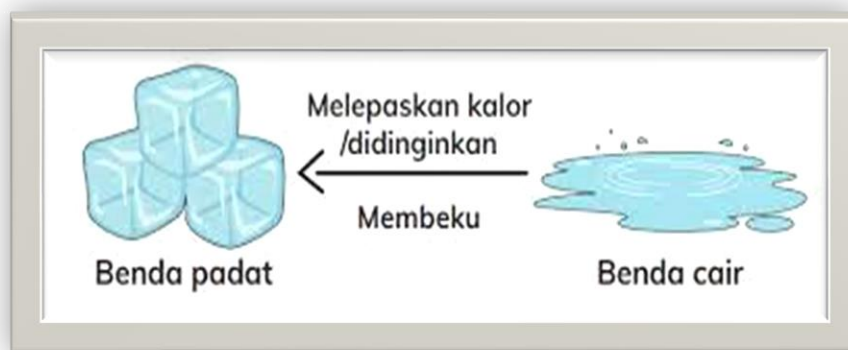 Melepaskan kalor
/didinginkan
Membeku
Benda padat
Benda cair